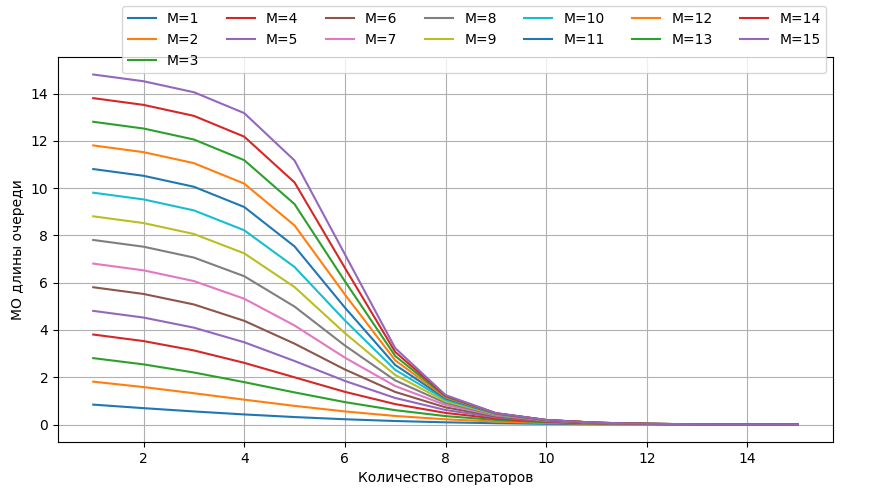 M=1 M=4 M=6 M=8 M=10 M=12 M=14
M=2 M=5 M=7 M=9 M=11 M=13 M=15
M=3
14
12
10
8
6
4
2
0
МО длины очереди
2 4 6 8 10 12 14
Количество операторов